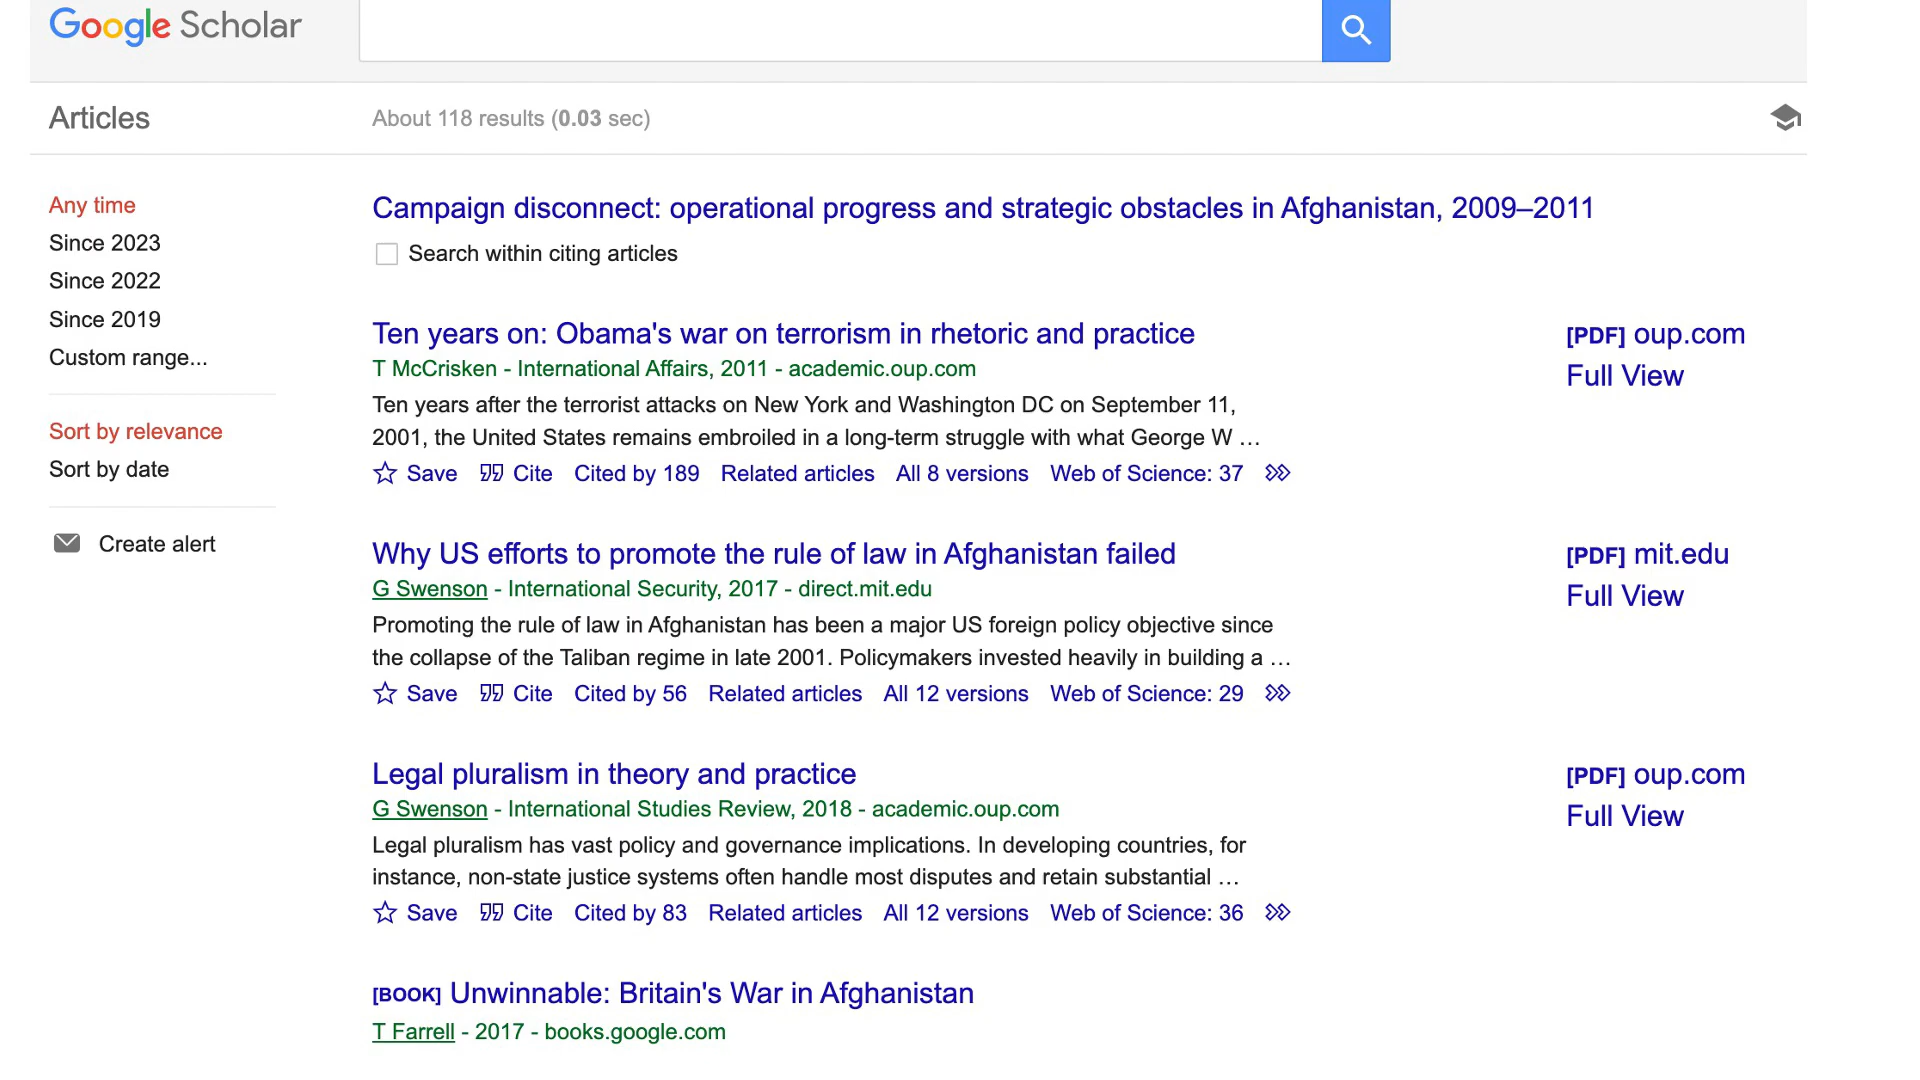 Google Scholar
Articles
About 118 results (0.03 sec)
Any time
Since 2023
Since 2022
Since 2019
Custom range...
Sort by relevance
Sort by date
Create alert
Campaign disconnect: operational progress and strategic obstacles in Afghanistan, 2009–2011
Search within citing articles
Ten years on: Obama's war on terrorism in rhetoric and practice
T McCrisken - International Affairs, 2011 - academic.oup.com
Ten years after the terrorist attacks on New York and Washington DC on September 11,
2001, the United States remains embroiled in a long-term struggle with what George W …
Save Cite Cited by 189 Related articles All 8 versions Web of Science: 37
[PDF] oup.com
Full View
Why US efforts to promote the rule of law in Afghanistan failed
G Swenson - International Security, 2017 - direct.mit.edu
Promoting the rule of law in Afghanistan has been a major US foreign policy objective since
the collapse of the Taliban regime in late 2001. Policymakers invested heavily in building a …
Save Cite Cited by 56 Related articles All 12 versions Web of Science: 29
[PDF] mit.edu
Full View
Legal pluralism in theory and practice
G Swenson - International Studies Review, 2018 - academic.oup.com
Legal pluralism has vast policy and governance implications. In developing countries, for
instance, non-state justice systems often handle most disputes and retain substantial …
Save Cite Cited by 83 Related articles All 12 versions Web of Science: 36
[PDF] oup.com
Full View
[BOOK] Unwinnable: Britain's War in Afghanistan
T Farrell - 2017 - books.google.com